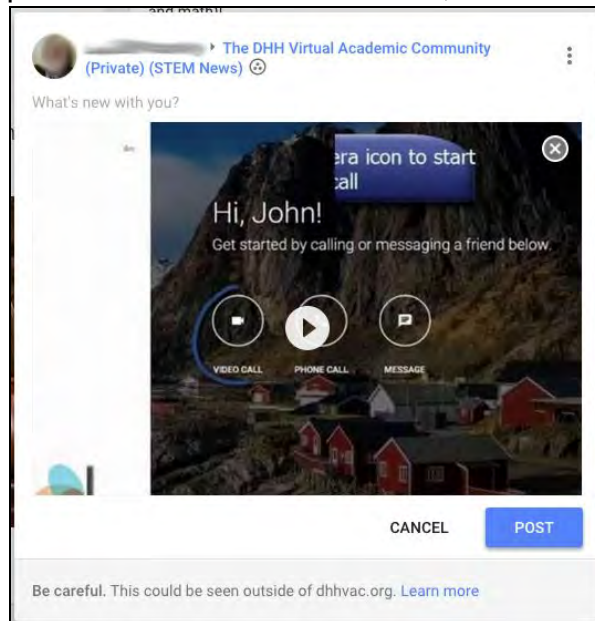 and math)!
The DHH Virtual Academic Community
(Private) (STEM News)
What's new with you?
era icon to start
call
Hi, John!
Get started by calling or messaging a friend below.
VIDEO CALL PHONE CALL MESSAGE
CANCEL POST
Be careful. This could be seen outside of dhhvac.org. Learn more